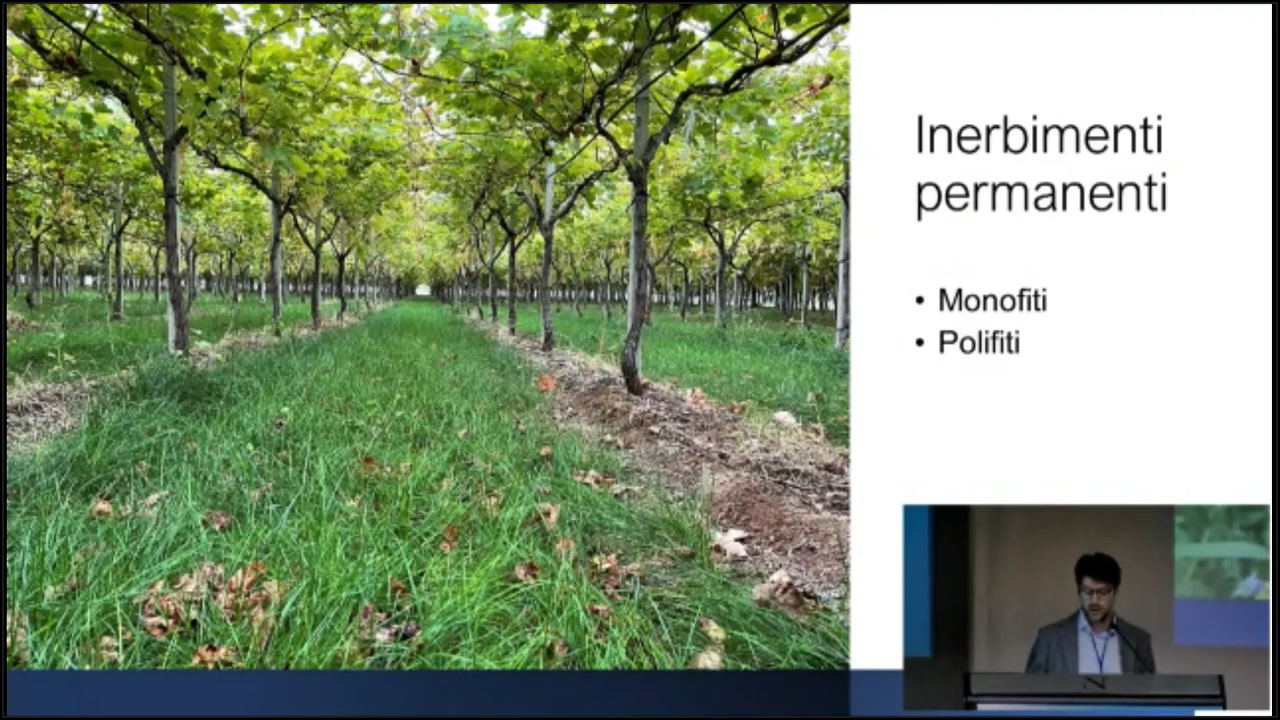 Inerbimenti
permanenti
• Monofiti
• Polifiti
N